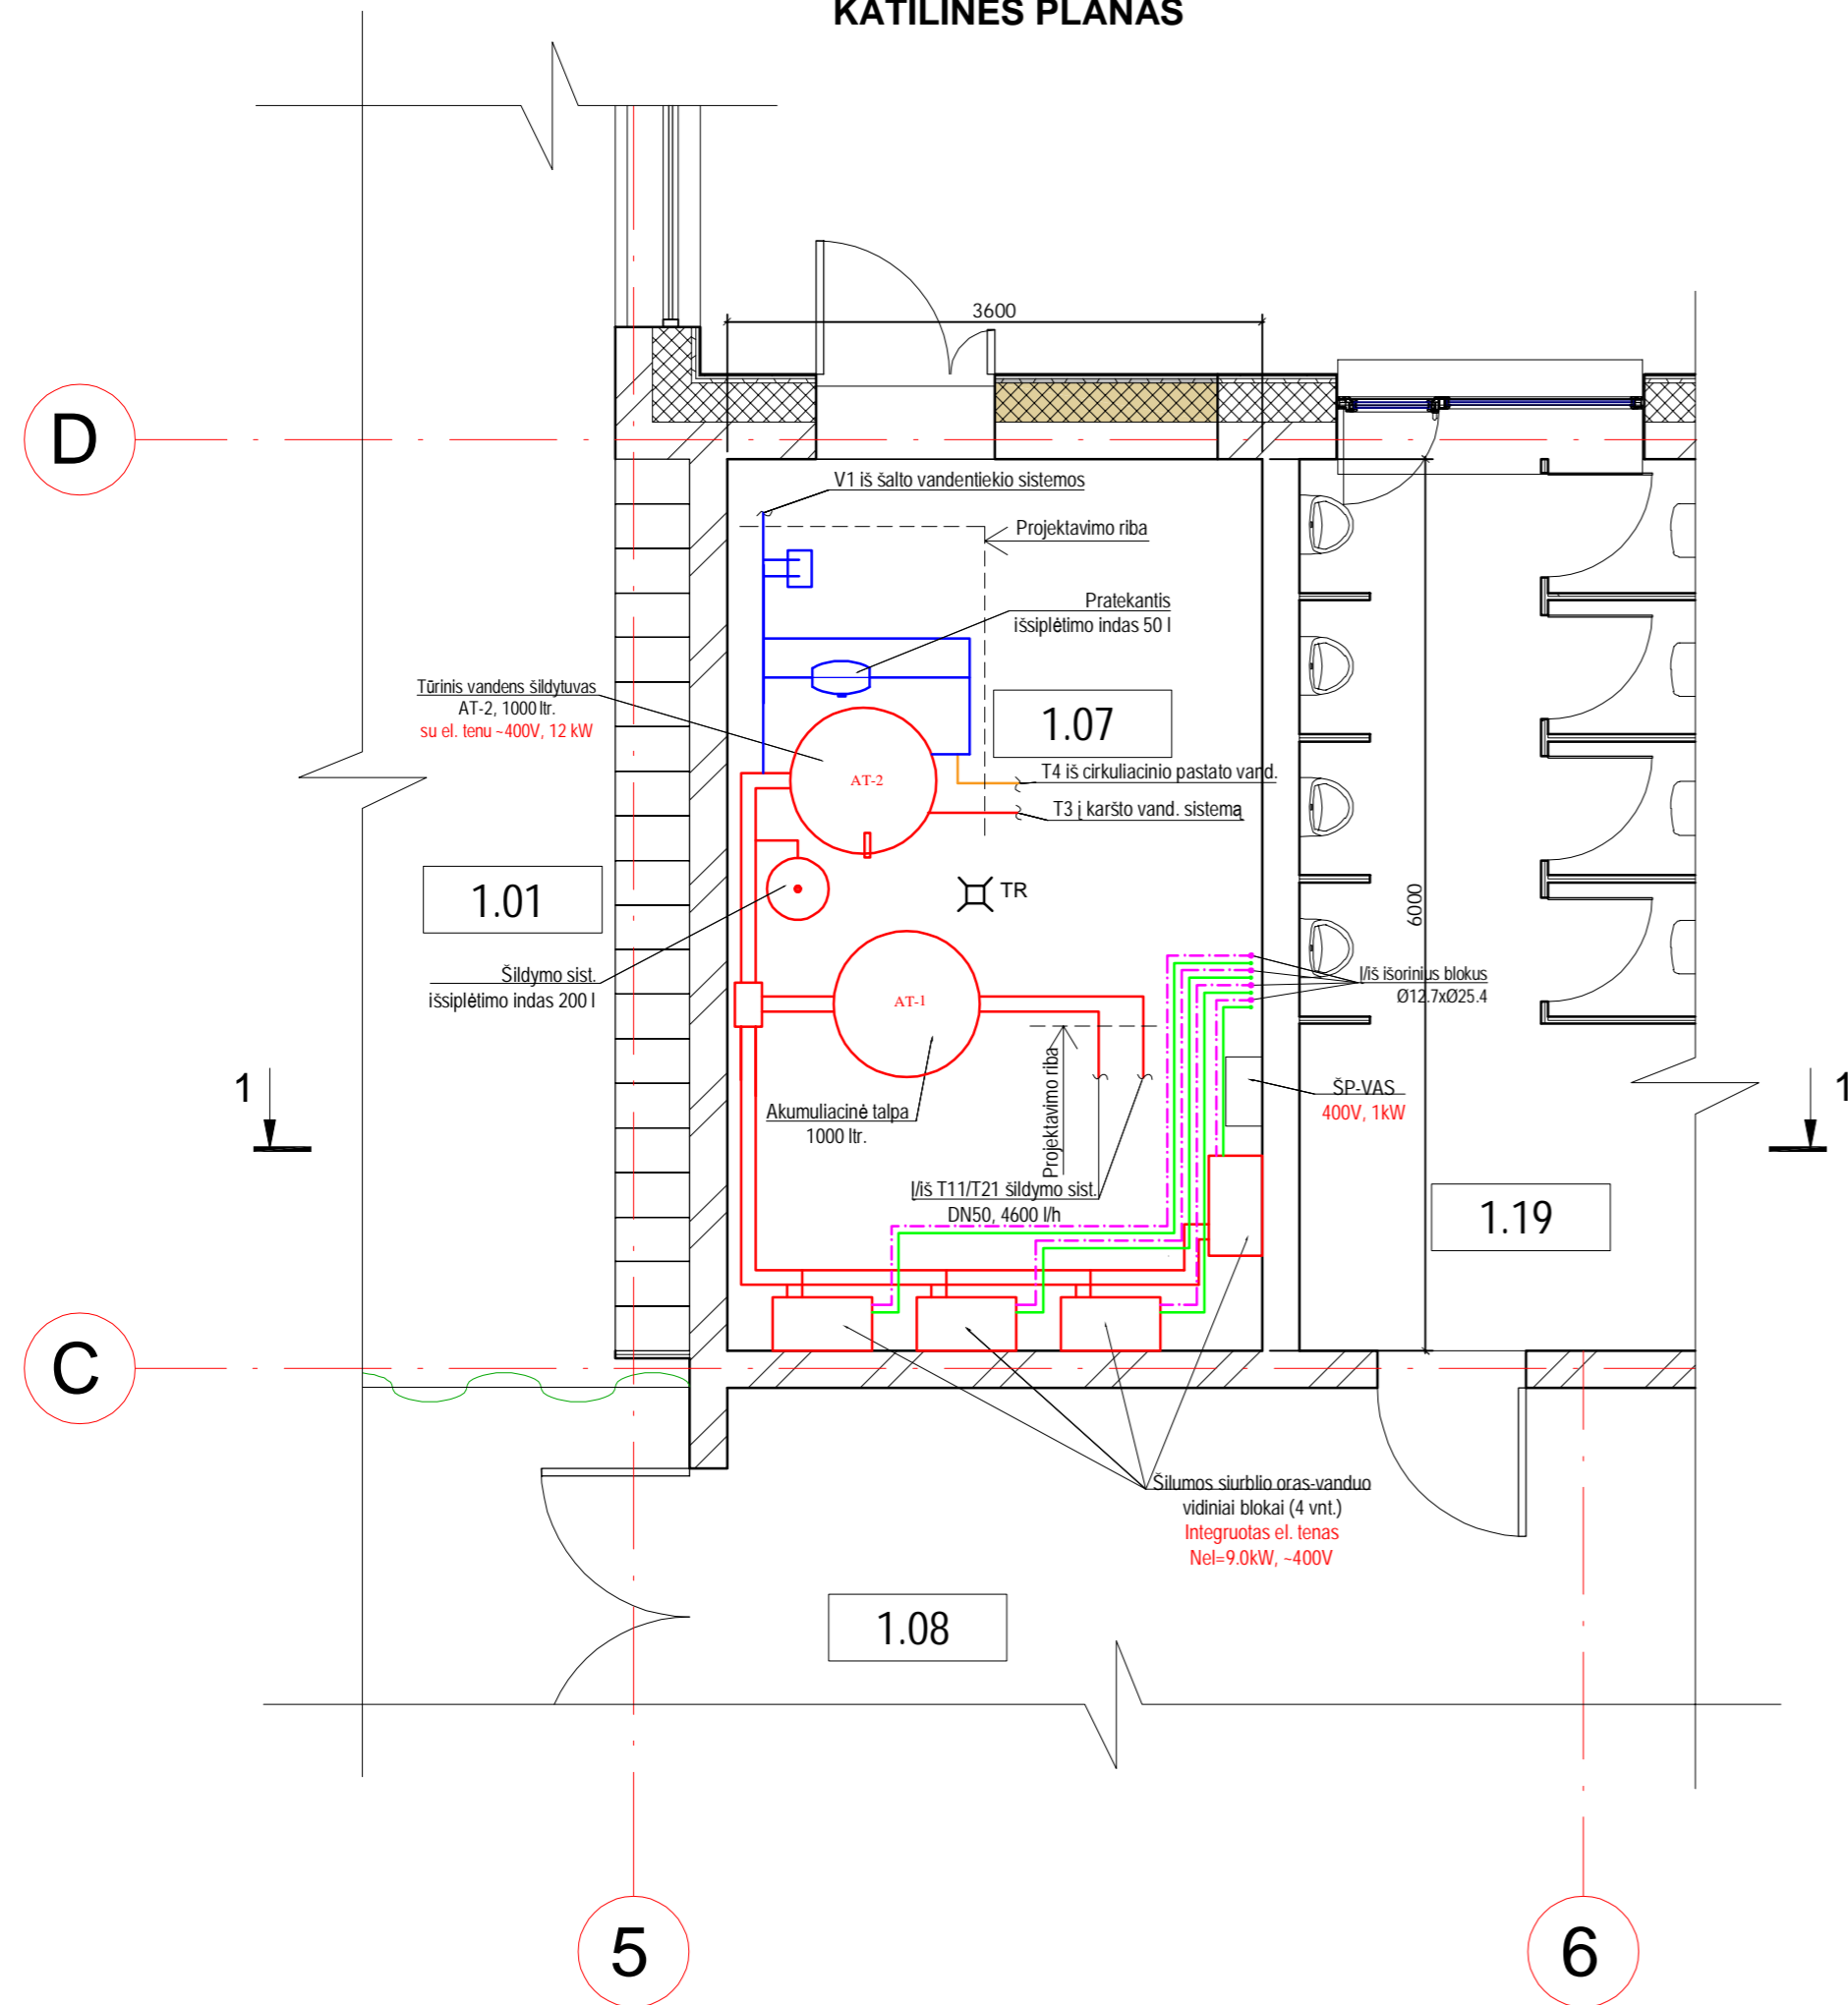 KATILINĖS PLANAS
3600
D
V1 iš šalto vandentiekio sistemos
Projektavimo riba
Pratekantis
išsiplėtimo indas 50 l
Tūrinis vandens šildytuvas
AT-2, 1000 ltr.
su el. tenu ~400V, 12 kW
1.07
AT-2
T4 iš cirkuliacinio pastato vand.
T3 į karšto vand. sistemą
1.01
TR
6000
Šildymo sist.
išsiplėtimo indas 200 l
AT-1
Į/iš išorinius blokus
Ø12.7xØ25.4
1
Akumuliacinė talpa
1000 ltr.
Projektavimo riba
ŠP-VAS
400V, 1kW
1
Į/iš T11/T21 šildymo sist.
DN50, 4600 l/h
1.19
C
Šilumos siurblio oras-vanduo
vidiniai blokai (4 vnt.)
Integruotas el. tenas
Nel=9.0kW, ~400V
1.08
5
6